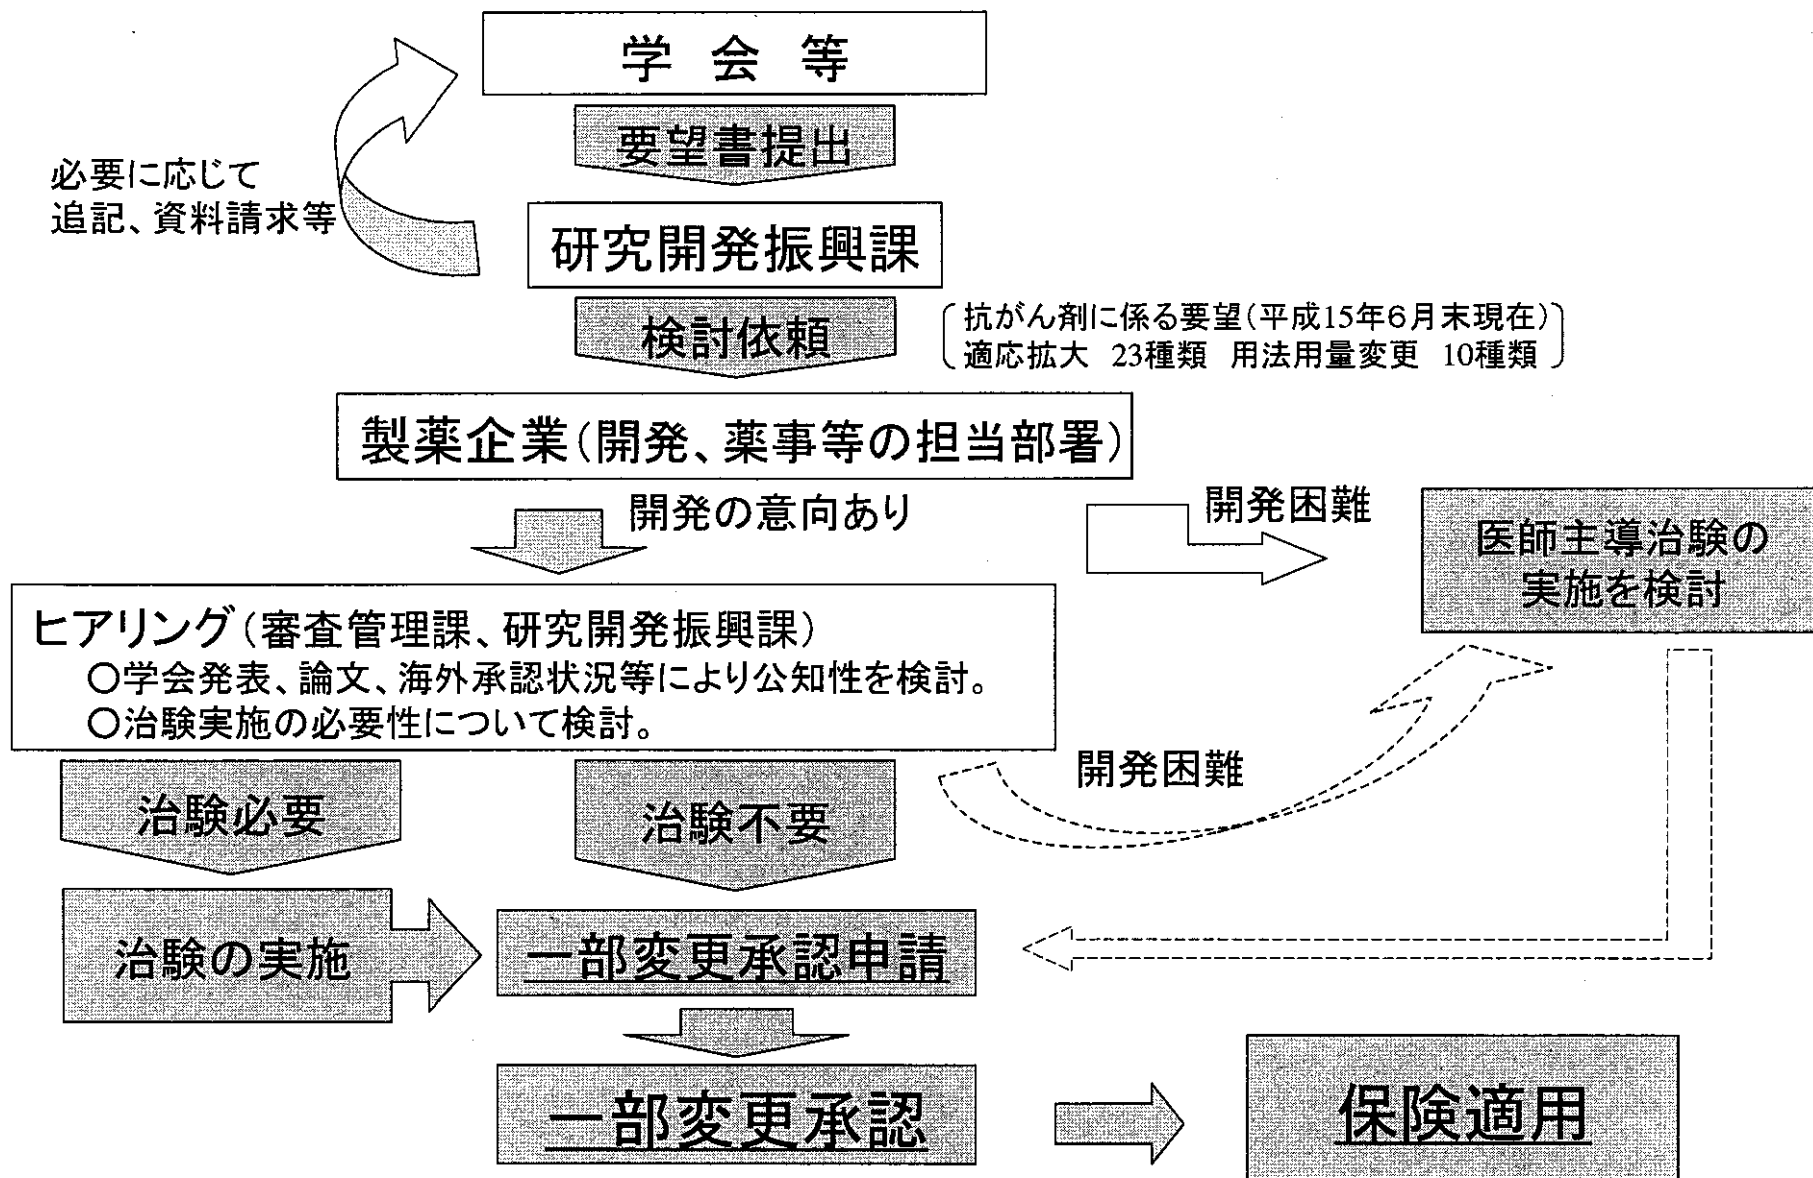 学 会 等
要望書提出
必要に応じて
追記、資料請求等
研究開発振興課
検討依頼
抗がん剤に係る要望(平成15年6月末現在)
適応拡大 23種類 用法用量変更 10種類
製薬企業(開発、薬事等の担当部署)
開発の意向あり
開発困難
医師主導治験の
実施を検討
ヒアリング(審査管理課、研究開発振興課)
○学会発表、論文、海外承認状況等により公知性を検討。
○治験実施の必要性について検討。
開発困難
治験必要
治験不要
治験の実施
一部変更承認申請
一部変更承認
保険適用